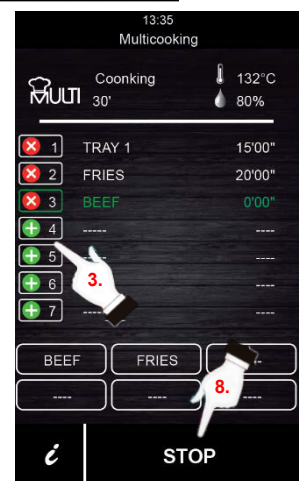 13:35
Multicooking
MULTI
Coonking
30'
132°C
80%
1 TRAY 1 15'00"
2 FRIES 20'00"
3 BEEF 0'00"
4 ----- ----
5 ----- ----
6 ----- ----
7 ----- ----
3.
BEEF FRIES
8.
---- ---- ----
i STOP